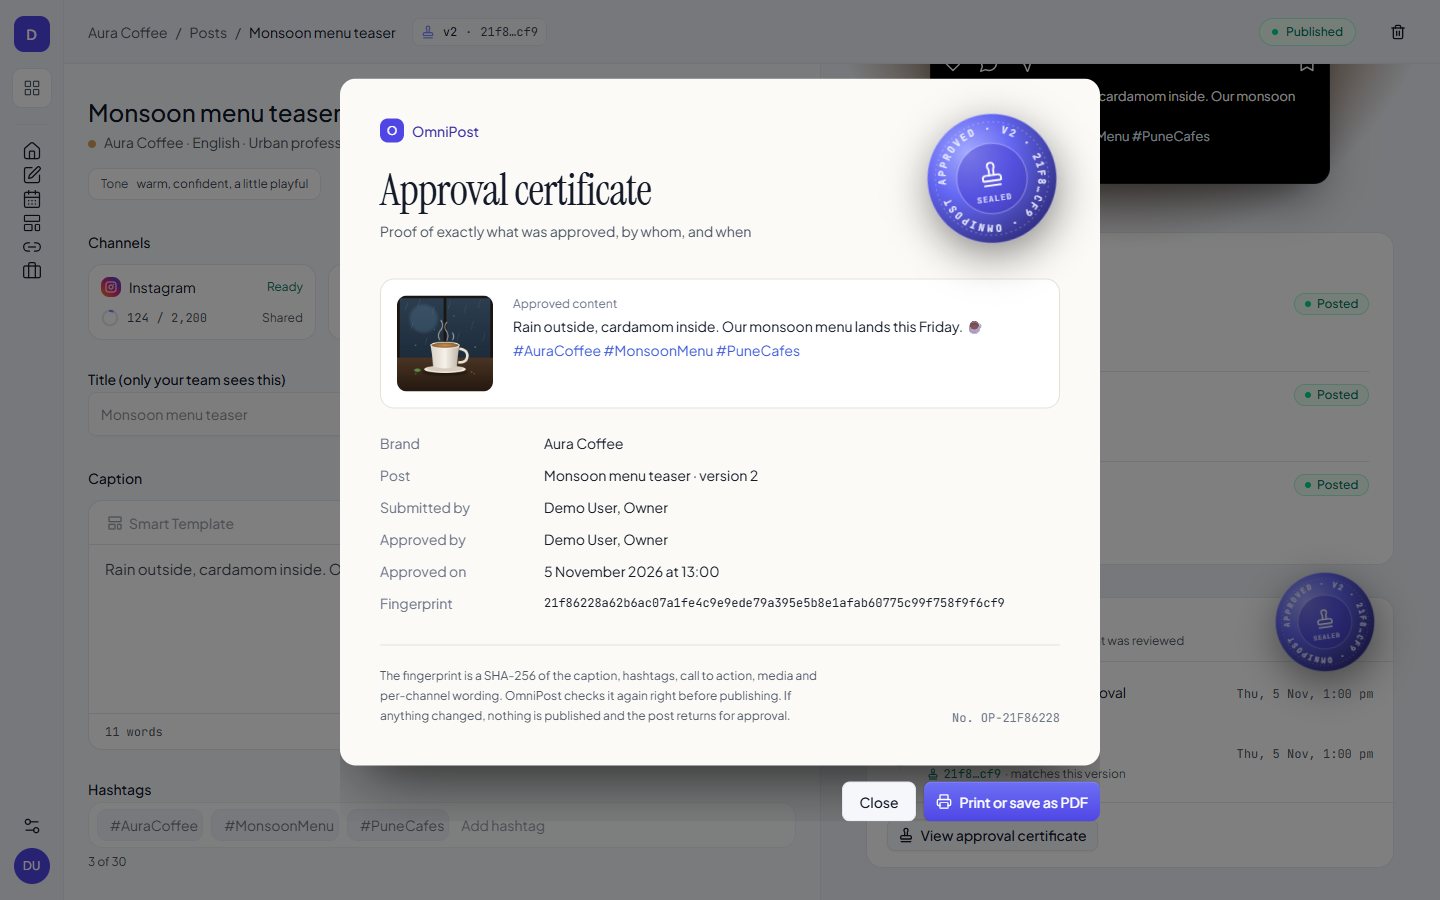 D
Aura Coffee / Posts / Monsoon menu teaser
v2 · 21f8…cf9
Published
Monsoon menu teaser
Aura Coffee · English · Urban profess
Tone warm, confident, a little playful
Channels
Instagram
Ready
124 / 2,200
Shared
Title (only your team sees this)
Monsoon menu teaser
Caption
Smart Template
Rain outside, cardamom inside. O
11 words
Hashtags
#AuraCoffee
#MonsoonMenu
#PuneCafes
Add hashtag
3 of 30
DU
O OmniPost
Approval certificate
Proof of exactly what was approved, by whom, and when
APPROVED · V2 · 21F8…CF9 · OMNIPOST ·
SEALED
Approved content
Rain outside, cardamom inside. Our monsoon menu lands this Friday.
#AuraCoffee #MonsoonMenu #PuneCafes
Brand Aura Coffee
Post Monsoon menu teaser · version 2
Submitted by Demo User, Owner
Approved by Demo User, Owner
Approved on 5 November 2026 at 13:00
Fingerprint 21f86228a62b6ac07a1fe4c9e9ede79a395e5b8e1afab60775c99f758f9f6cf9
The fingerprint is a SHA-256 of the caption, hashtags, call to action, media and
per-channel wording. OmniPost checks it again right before publishing. If
anything changed, nothing is published and the post returns for approval.
No. OP-21F86228
Close
Print or save as PDF
cardamom inside. Our monsoon
Menu #PuneCafes
Posted
Posted
Posted
APPROVED · V2 · 21F8…CF9 · OMNIPOST ·
SEALED
t was reviewed
oval
Thu, 5 Nov, 1:00 pm
Thu, 5 Nov, 1:00 pm
21f8…cf9 · matches this version
View approval certificate